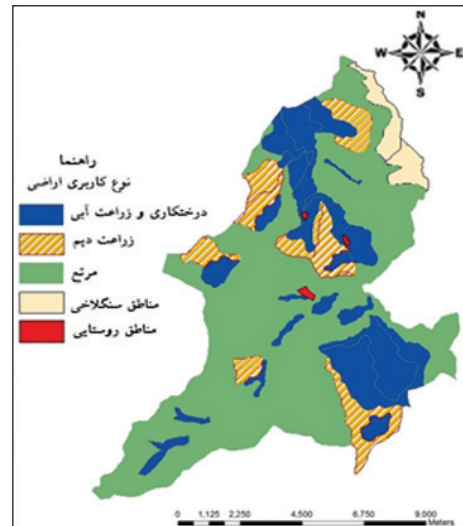 N
W E
S
راهنما
نوع کاربری اراضی
درختکاری و زراعت آبی
زراعت دیم
مرتع
مناطق سنگلاخی
مناطق روستایی
0 1,125 2,250 4,500 6,750 9,000
Meters